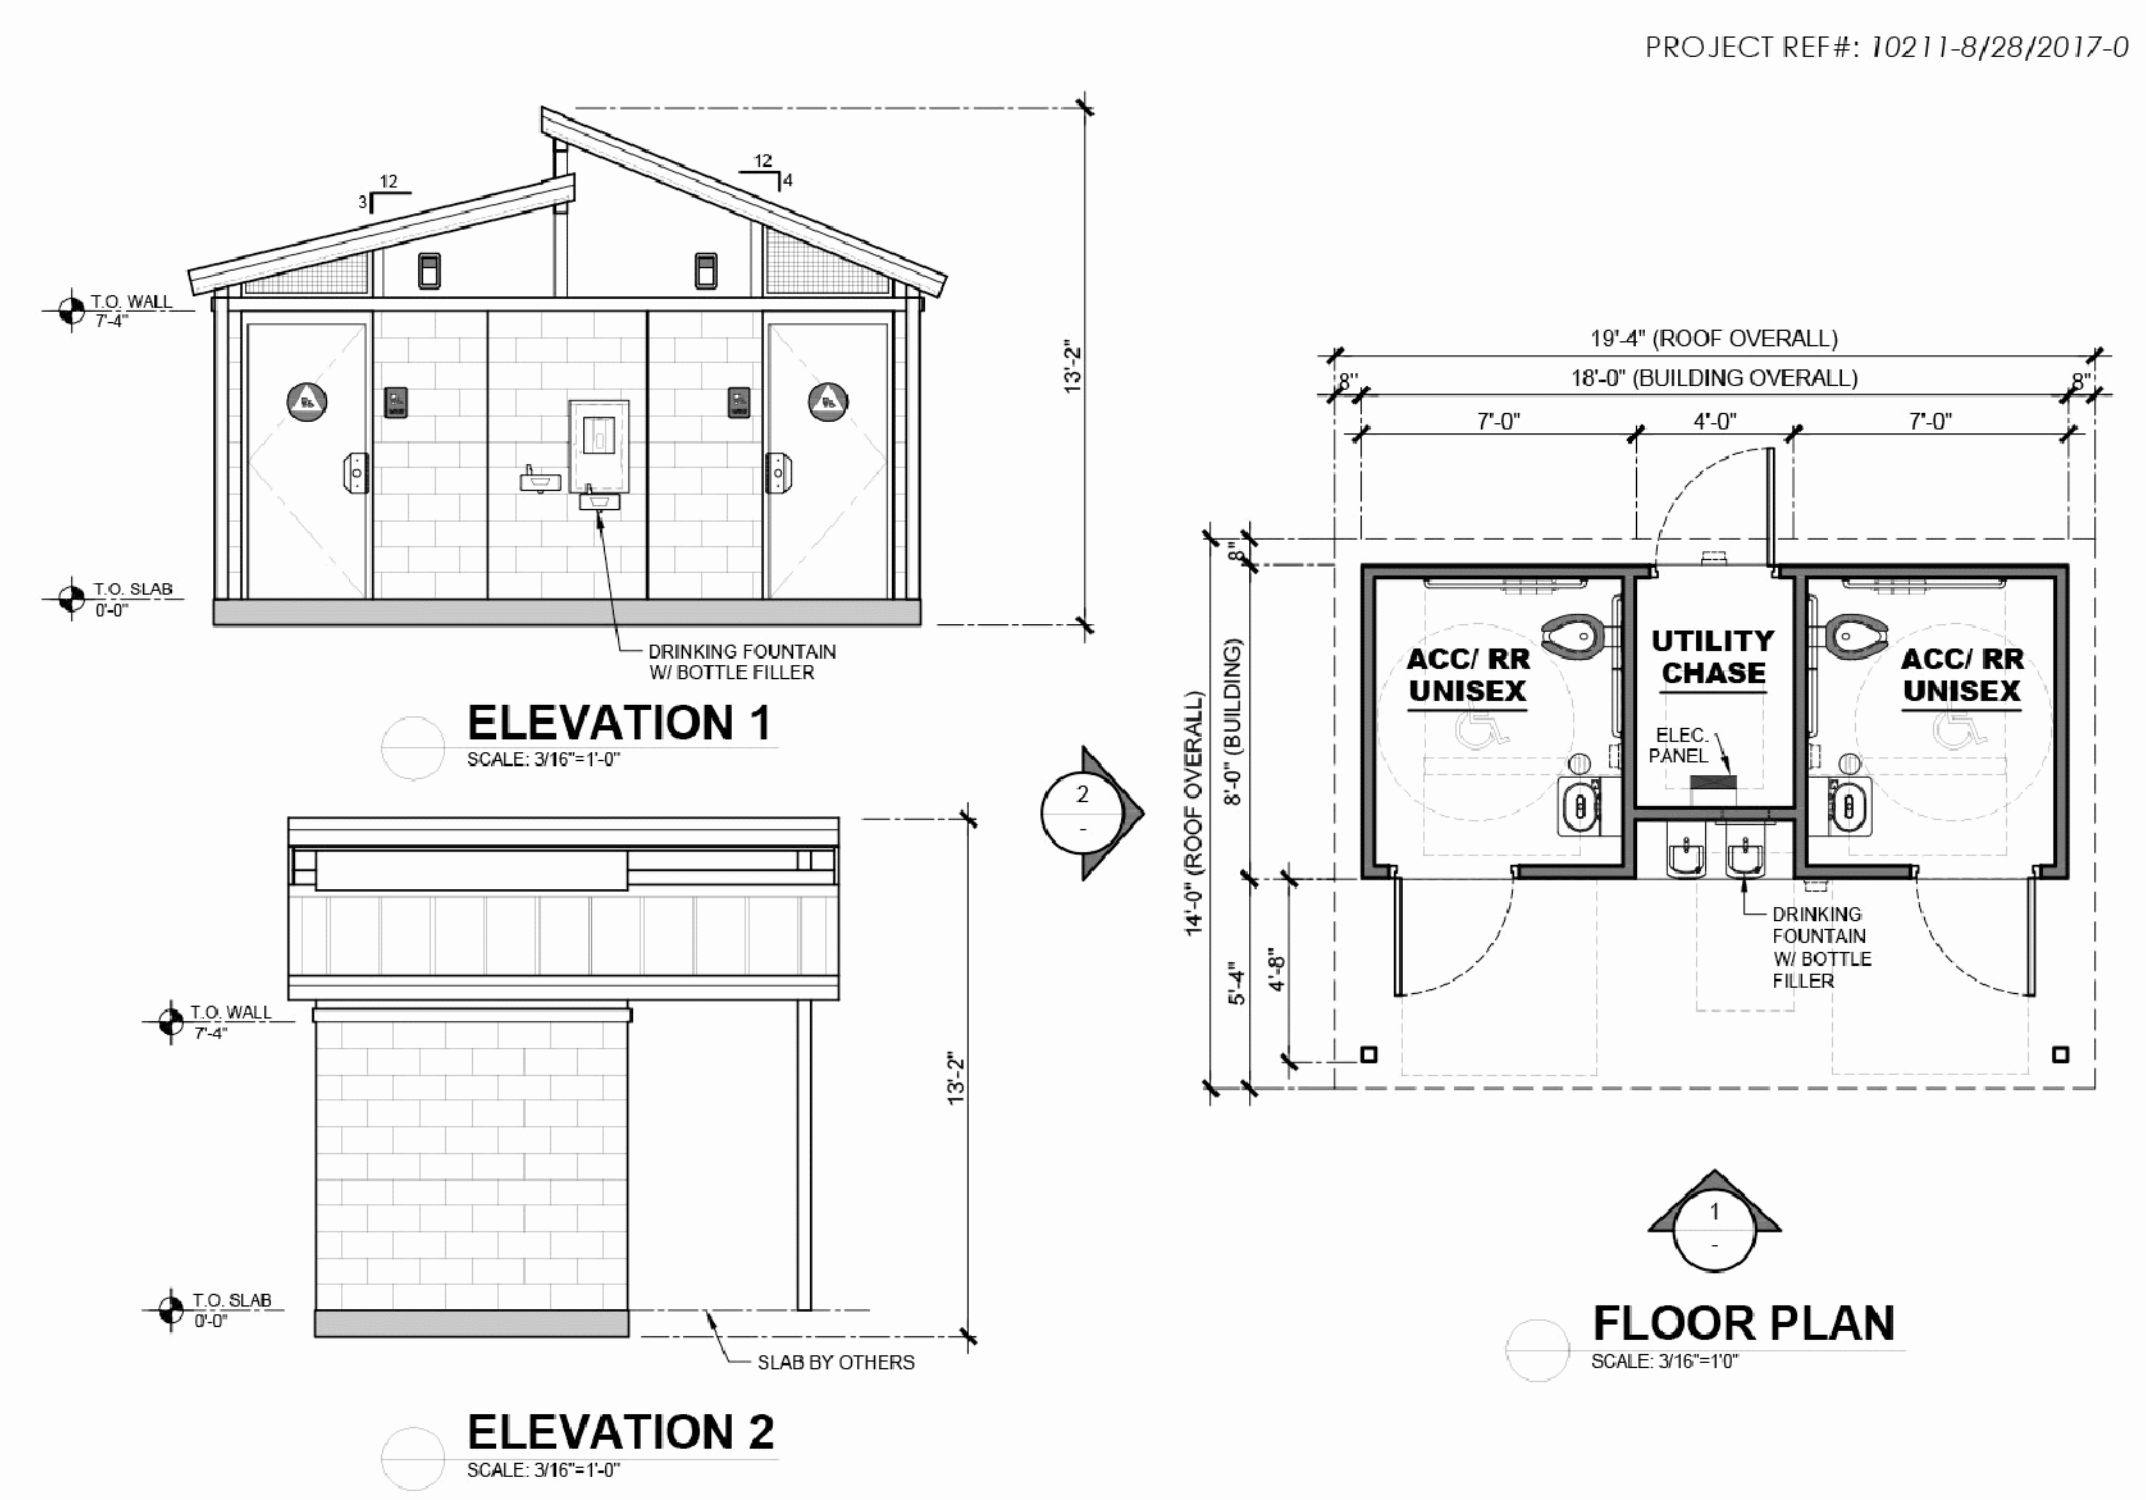 PROJECT REF#: 10211-8/28/2017-0
12
3
12
4
T.O. WALL
7'-4"
13'-2"
T.O. SLAB
0'-0"
DRINKING FOUNTAIN
W/ BOTTLE FILLER
ELEVATION 1
SCALE: 3/16"=1'-0"
T.O. WALL
7'-4"
13'-2"
T.O. SLAB
0'-0"
SLAB BY OTHERS
ELEVATION 2
SCALE: 3/16"=1'-0"
19'-4" (ROOF OVERALL)
8"
18'-0" (BUILDING OVERALL)
8"
7'-0"
4'-0"
7'-0"
8"
8'-0" (BUILDING)
14'-0" (ROOF OVERALL)
5'-4"
4'-8"
ACC/ RR
UNISEX
UTILITY
CHASE
ELEC.
PANEL
ACC/ RR
UNISEX
DRINKING
FOUNTAIN
W/ BOTTLE
FILLER
2
-
1
-
FLOOR PLAN
SCALE: 3/16"=1'0"